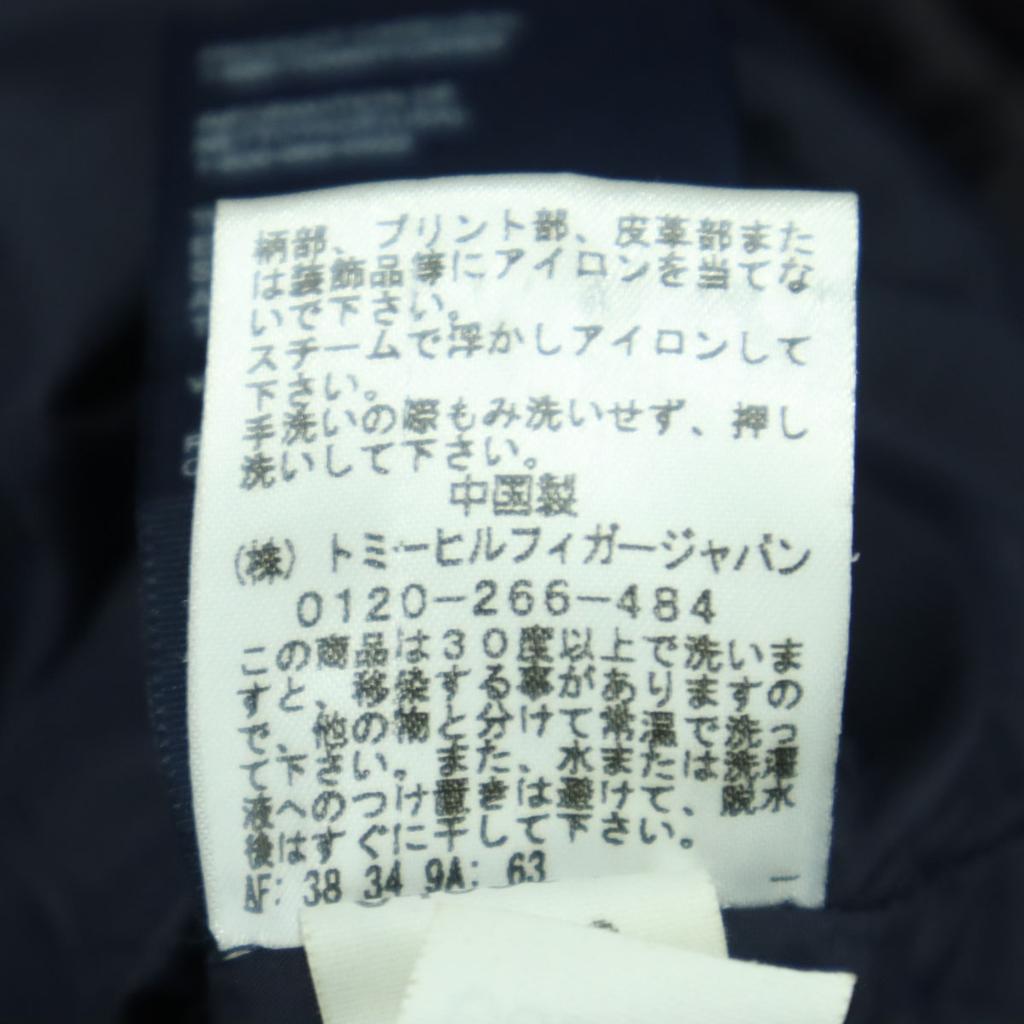 柄部、プリント部、皮革部また
は装飾品等にアイロンを当てな
いで下さい。
スチームで浮かしアイロンして
下さい。
手洗いの際もみ洗いせず、押し
洗いして下さい。
中国製
(株) トミーヒルフィガージャパン
0120-266-484
この商品は30度以上で洗いま
すと、移染する事があります の
で、他の物と分けて常温で洗っ
て下さい。また、水または洗濯
液へのつけ置きは避けて、脱水
後はすぐに干して下さい。
AF: 38 34 9A: 63